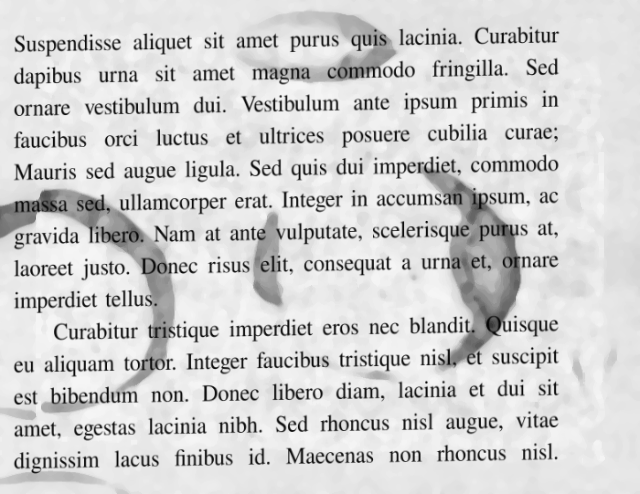 Suspendisse aliquet sit amet purus quis lacinia. Curabitur
dapibus urna sit amet magna commodo fringilla. Sed
ornare vestibulum dui. Vestibulum ante ipsum primis in
faucibus orci luctus et ultrices posuere cubilia curae;
Mauris sed augue ligula. Sed quis dui imperdiet, commodo
massa sed, ullamcorper erat. Integer in accumsan ipsum, ac
gravida libero. Nam at ante vulputate, scelerisque purus at,
laoreet justo. Donec risus elit, consequat a urna et, ornare
imperdiet tellus.
Curabitur tristique imperdiet eros nec blandit. Quisque
eu aliquam tortor. Integer faucibus tristique nisl, et suscipit
est bibendum non. Donec libero diam, lacinia et dui sit
amet, egestas lacinia nibh. Sed rhoncus nisl augue, vitae
dignissim lacus finibus id. Maecenas non rhoncus nisl.